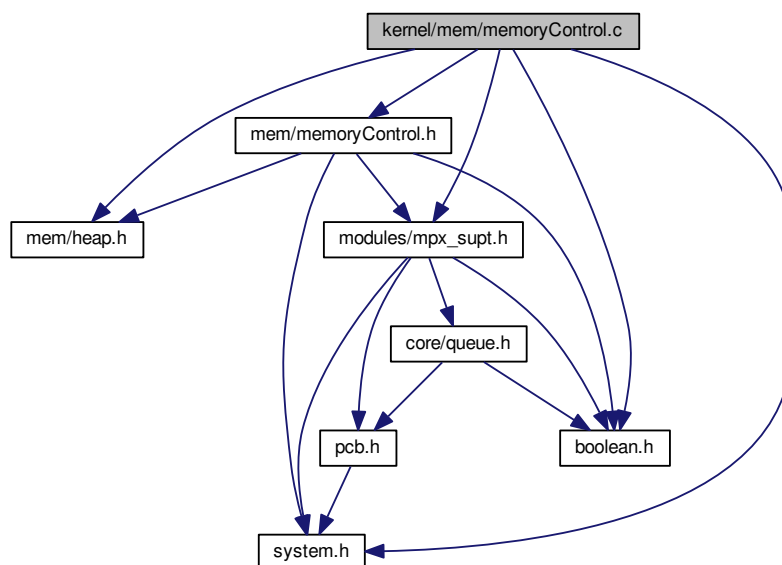 kernel/mem/memoryControl.c
mem/memoryControl.h
mem/heap.h
modules/mpx_supt.h
core/queue.h
pcb.h
boolean.h
system.h